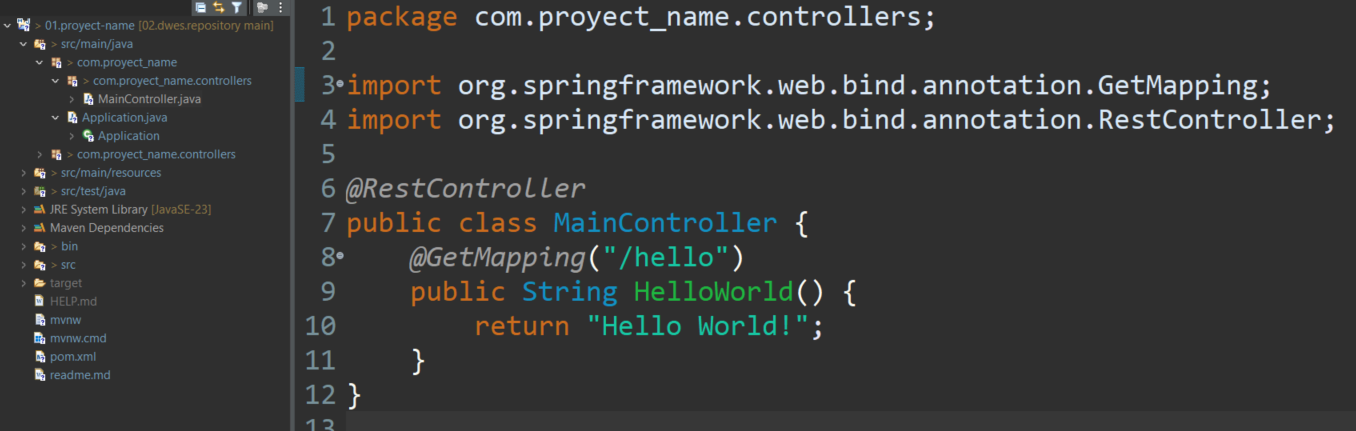 > 01.proyect-name [02.dwes.repository main]
> src/main/java
> com.proyect_name
> com.proyect_name.controllers
> MainController.java
> Application.java
> Application
> com.proyect_name.controllers
> src/main/resources
> src/test/java
JRE System Library [JavaSE-23]
Maven Dependencies
> bin
> src
target
HELP.md
mvnw
mvnw.cmd
pom.xml
readme.md
1 package com.proyect_name.controllers;
2
3 import org.springframework.web.bind.annotation.GetMapping;
4 import org.springframework.web.bind.annotation.RestController;
5
6 @RestController
7 public class MainController {
8 @GetMapping("/hello")
9 public String HelloWorld() {
10 return "Hello World!";
11 }
12 }
13